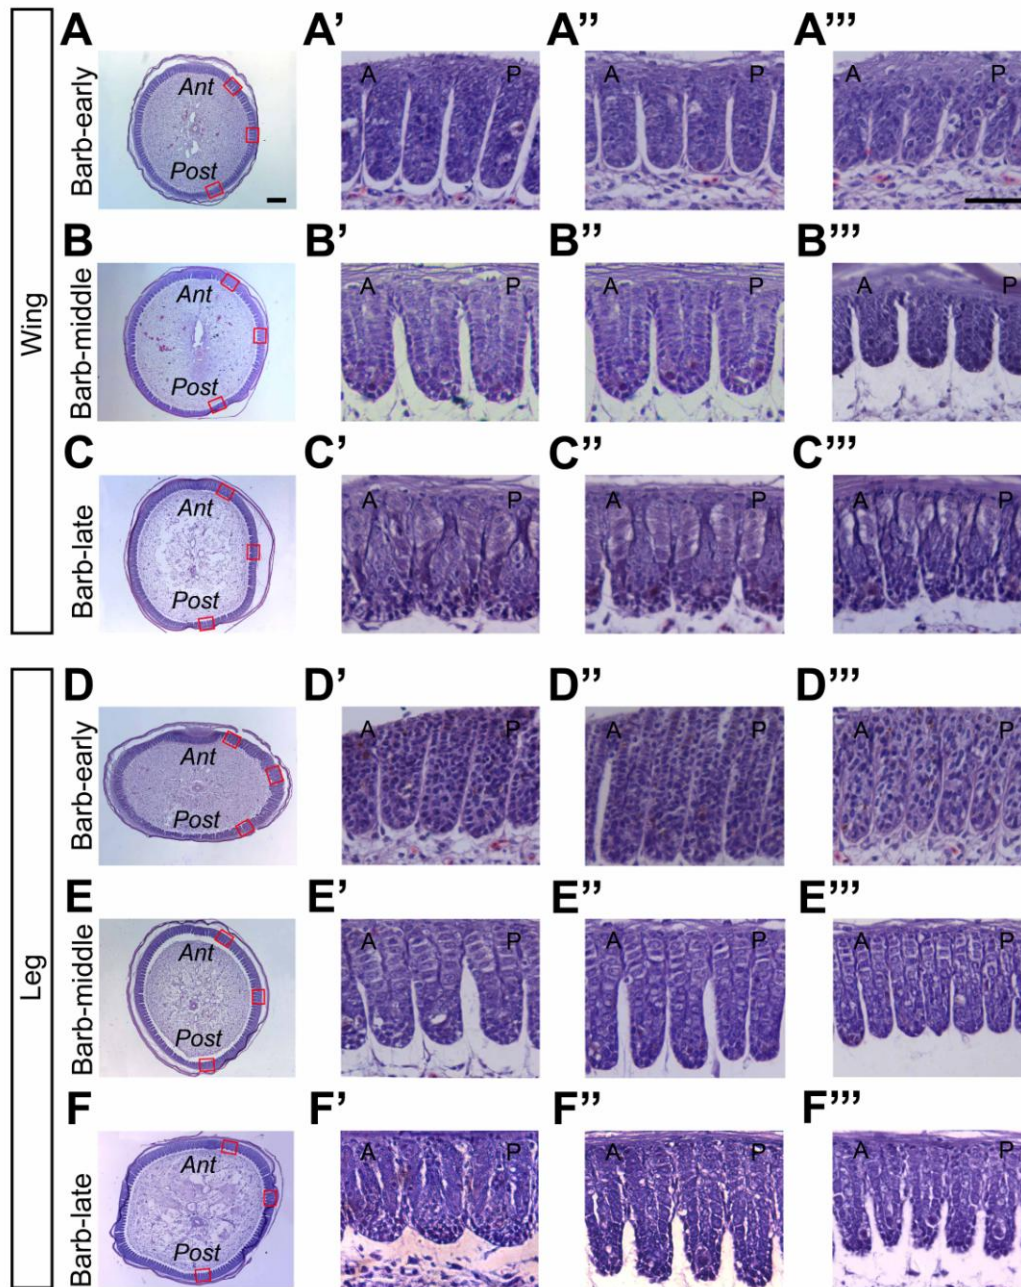 Wing
Leg
A A’ A’’ A’’’
Barb-early
Ant
Post
A P
A P
A P
B B’ B’’ B’’’
Barb-middle
Ant
Post
A P
A P
A P
C C’ C’’ C’’’
Barb-late
Ant
Post
A P
A P
A P
D D’ D’’ D’’’
Barb-early
Ant
Post
A P
A P
A P
E E’ E’’ E’’’
Barb-middle
Ant
Post
A P
A P
A P
F F’ F’’ F’’’
Barb-late
Ant
Post
A P
A P
A P